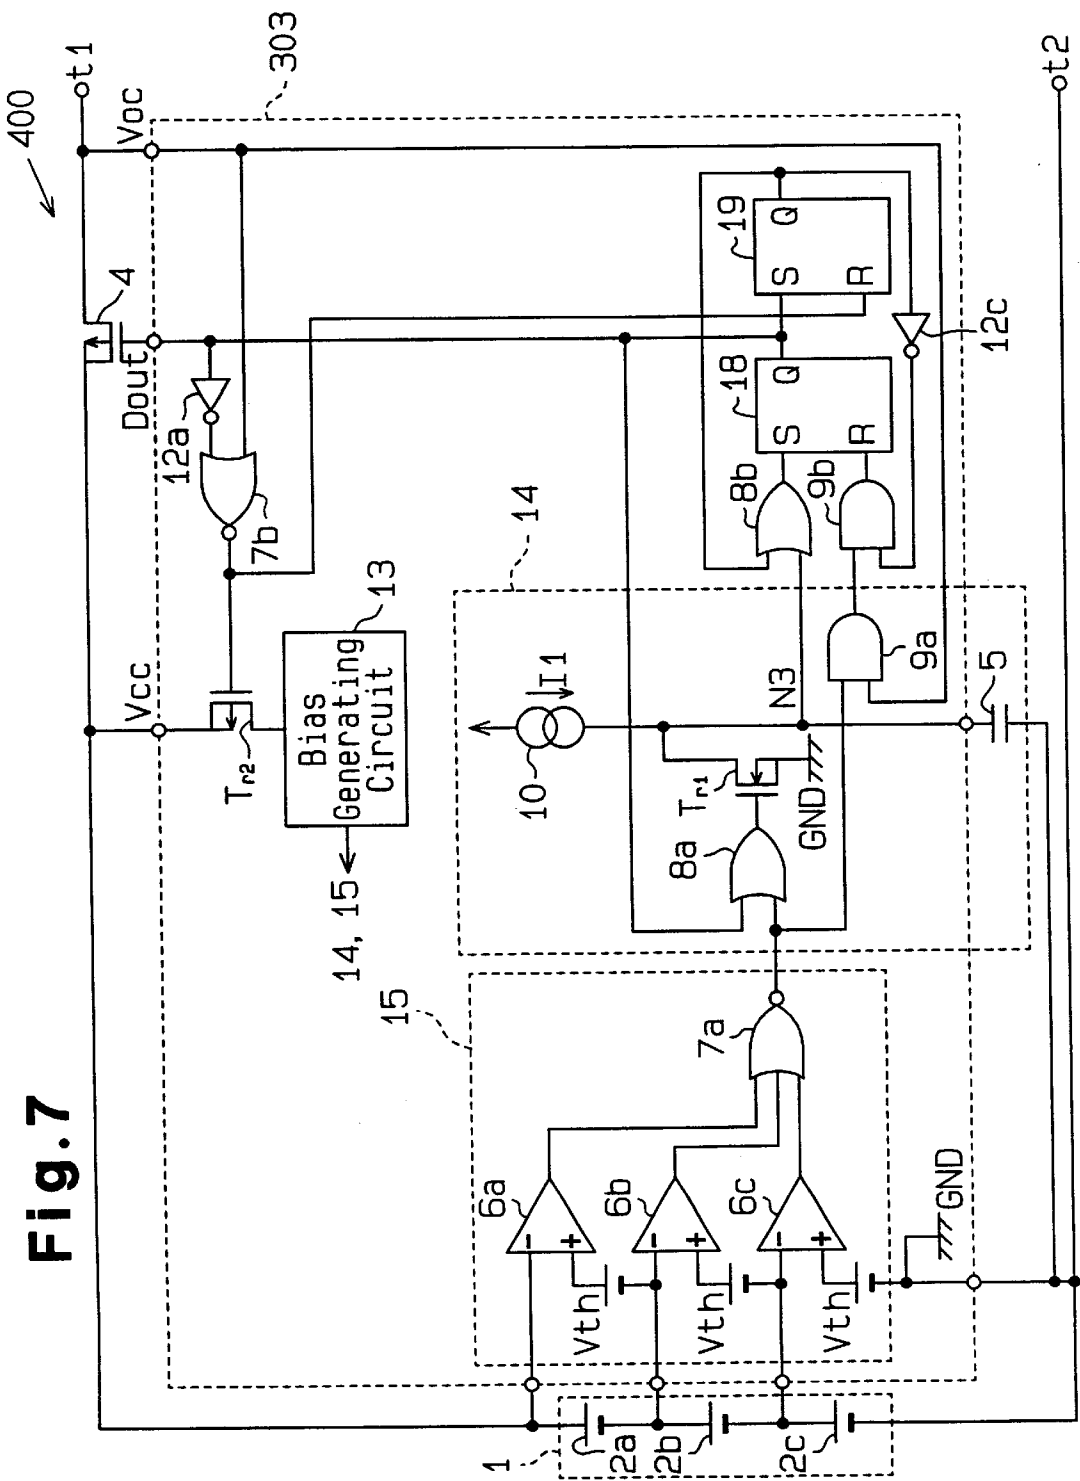 Fig.7
400
t1
Voc
303
4
Dout
12a
7b
Vcc
Tr2
13
Bias
Generating
Circuit
14, 15
15
14
10
I1
Tr1
8a
GND
N3
9a
5
8b
9b
18
S
Q
R
19
S
Q
R
12c
6a
-
+
Vth
6b
-
+
Vth
6c
-
+
Vth
7a
GND
1
2a
2b
2c
t2